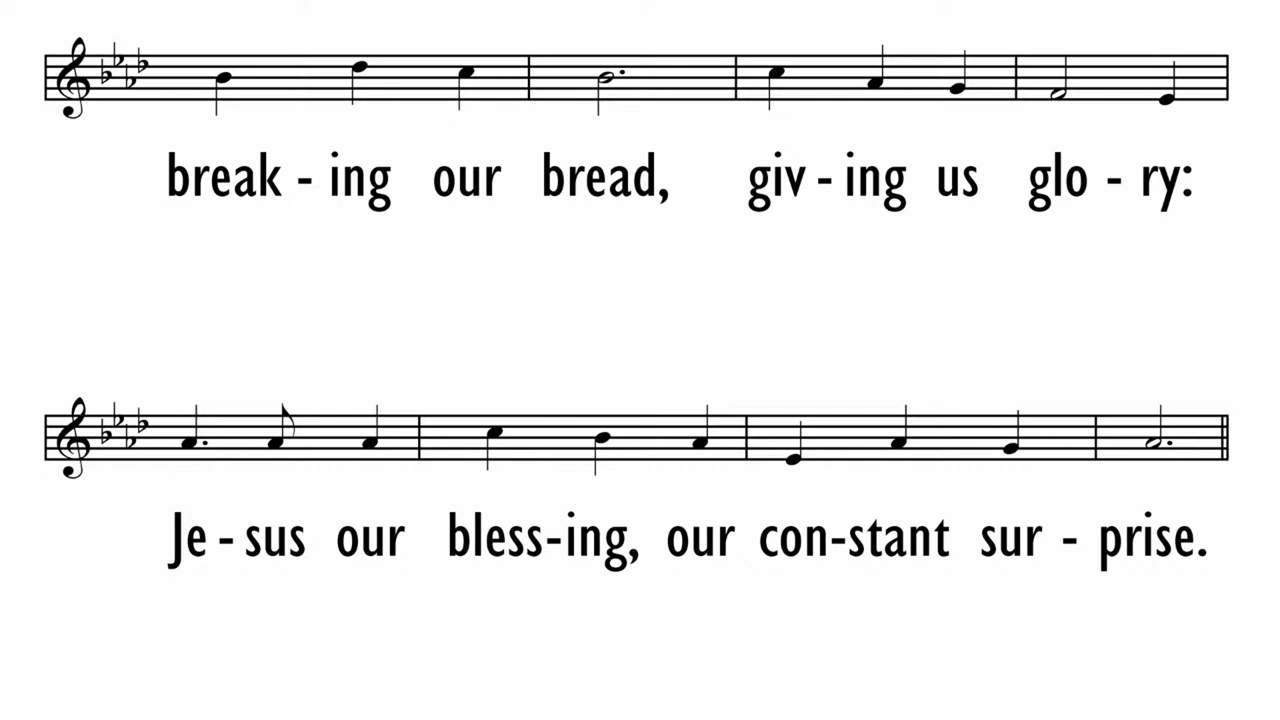 break - ing our bread, giv - ing us glo - ry:
Je - sus our bless-ing, our con-stant sur - prise.